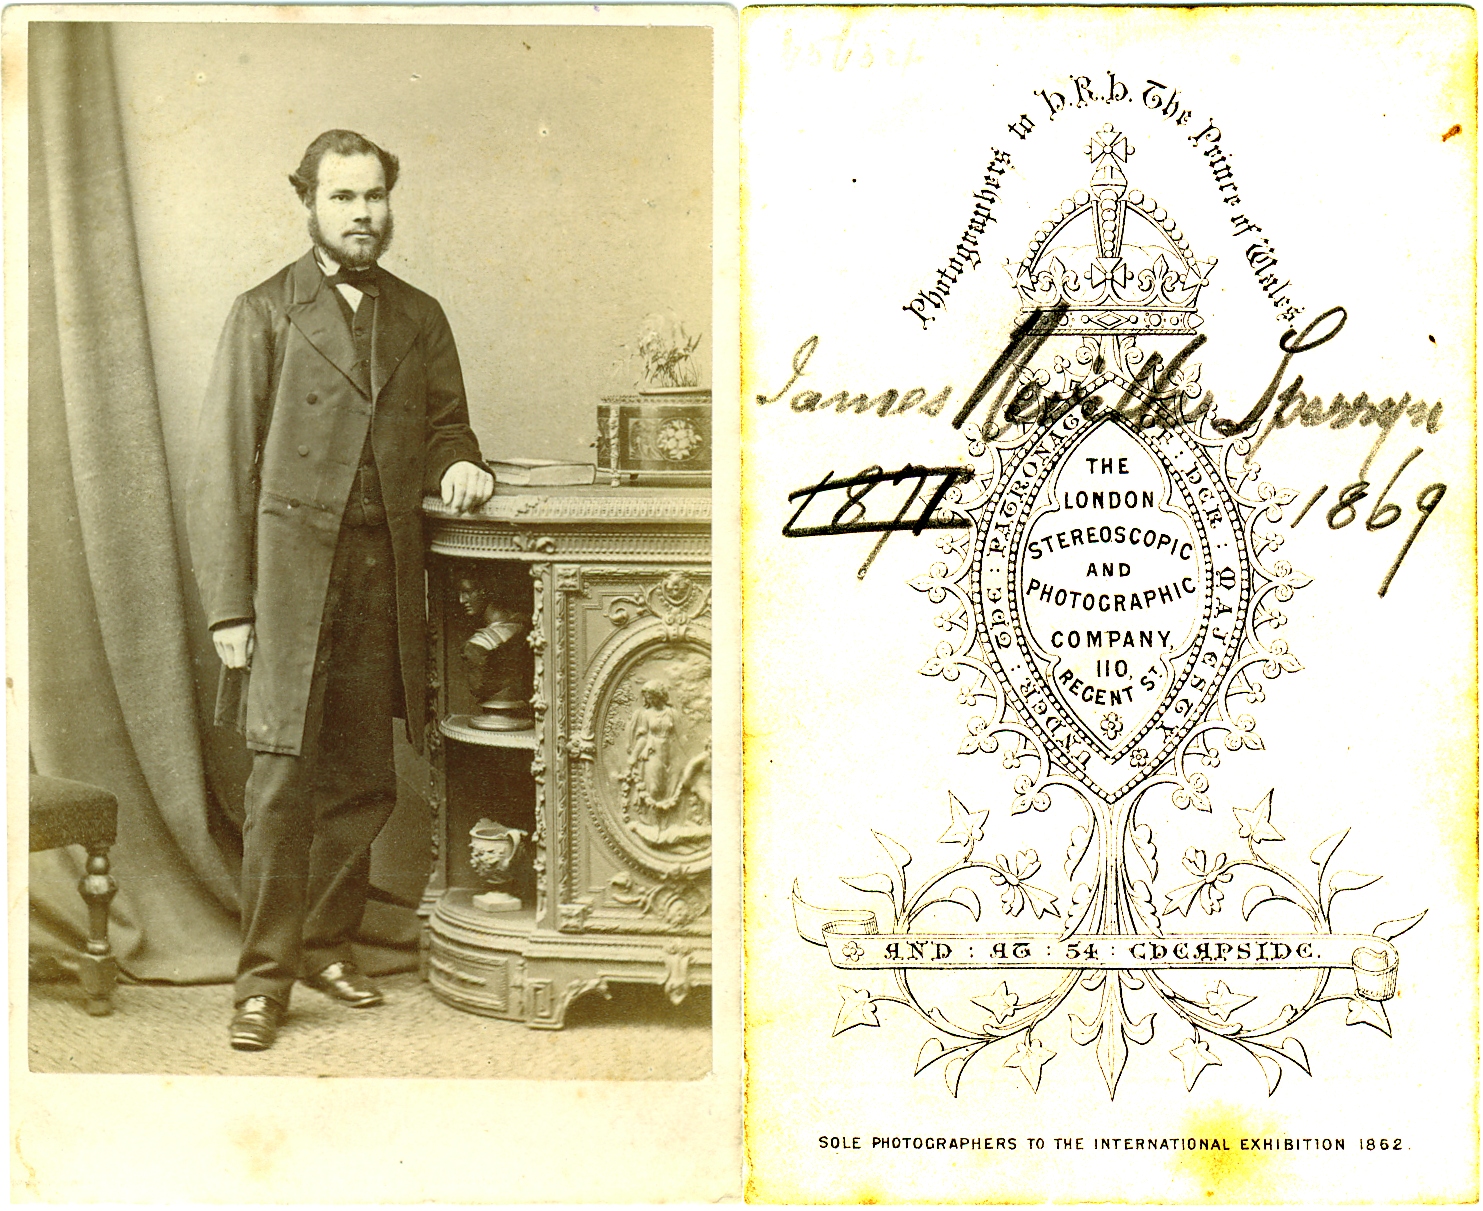 Photographers to H.R.H. The Prince of Wales.
James
1871 1869
UNDER : THE : PATRONAGE : OF : HER : MAJESTY
THE
LONDON
STEREOSCOPIC
AND
PHOTOGRAPHIC
COMPANY,
110,
REGENT ST.
AND : AT : 54 : CHEAPSIDE.
SOLE PHOTOGRAPHERS TO THE INTERNATIONAL EXHIBITION 1862.